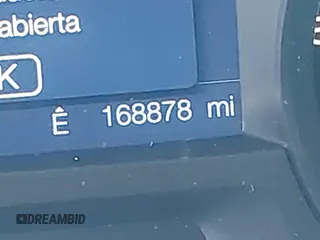 abierta
K
Ê 168878 mi
DREAMBID